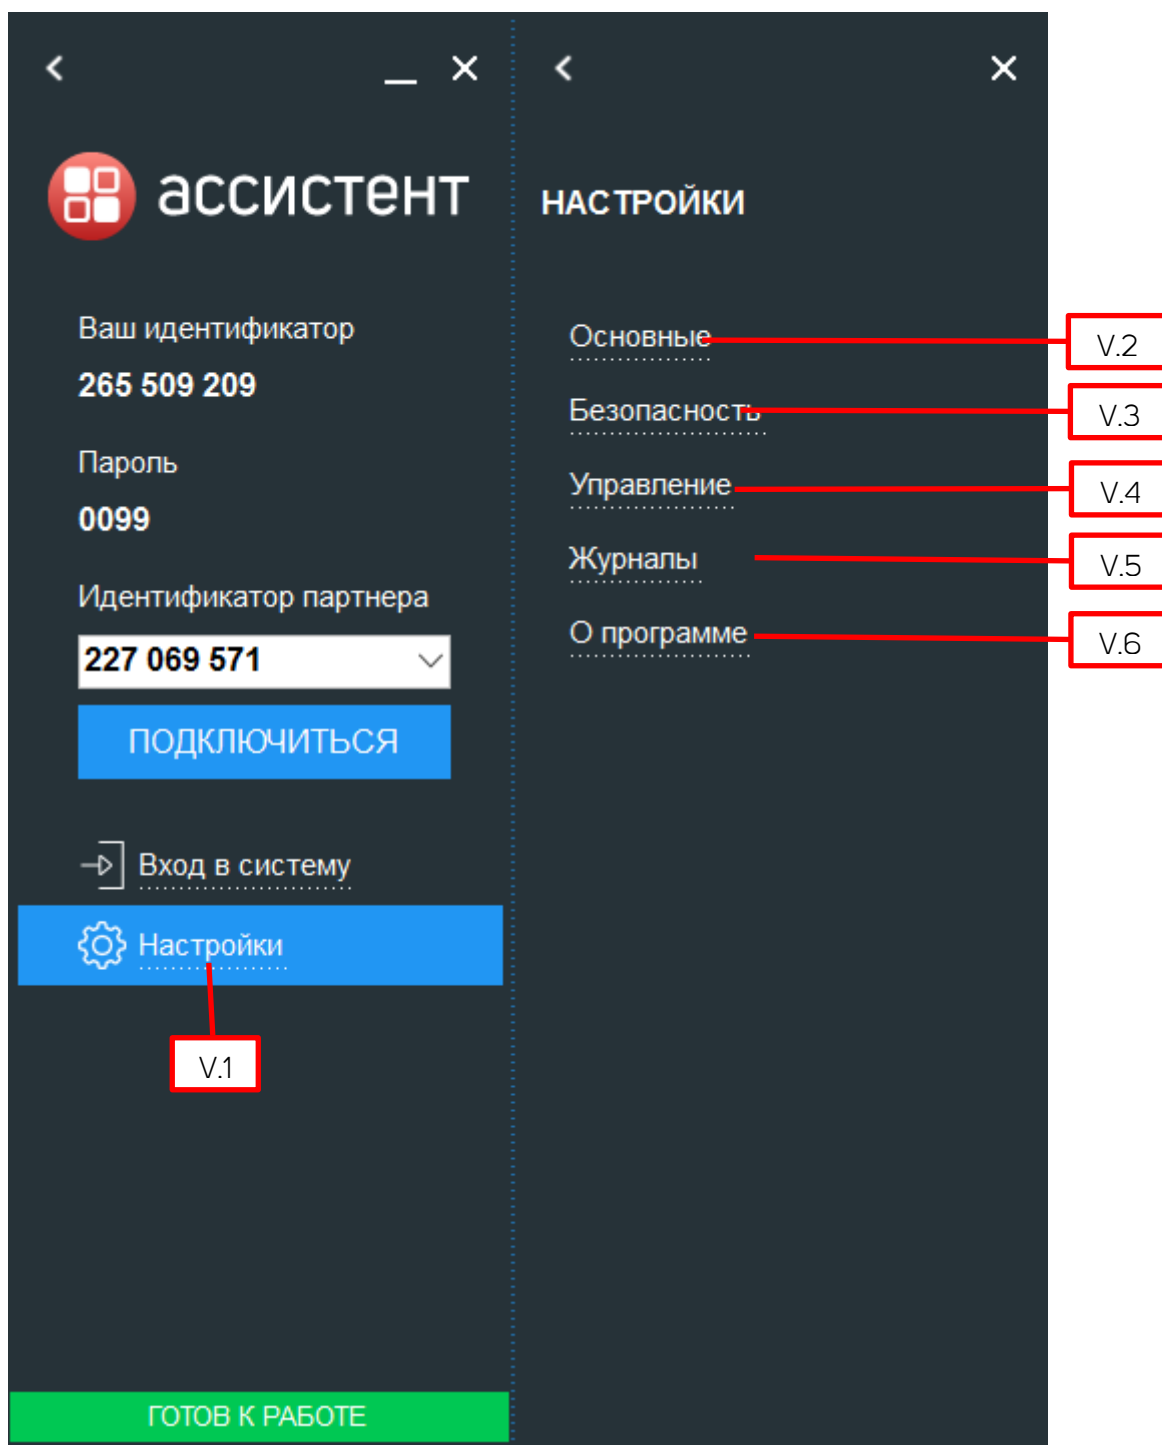 ассистент
Ваш идентификатор
265 509 209
Пароль
0099
Идентификатор партнера
227 069 571
ПОДКЛЮЧИТЬСЯ
Вход в систему
Настройки
V.1
ГОТОВ К РАБОТЕ
НАСТРОЙКИ
Основные
V.2
Безопасность
V.3
Управление
V.4
Журналы
V.5
О программе
V.6